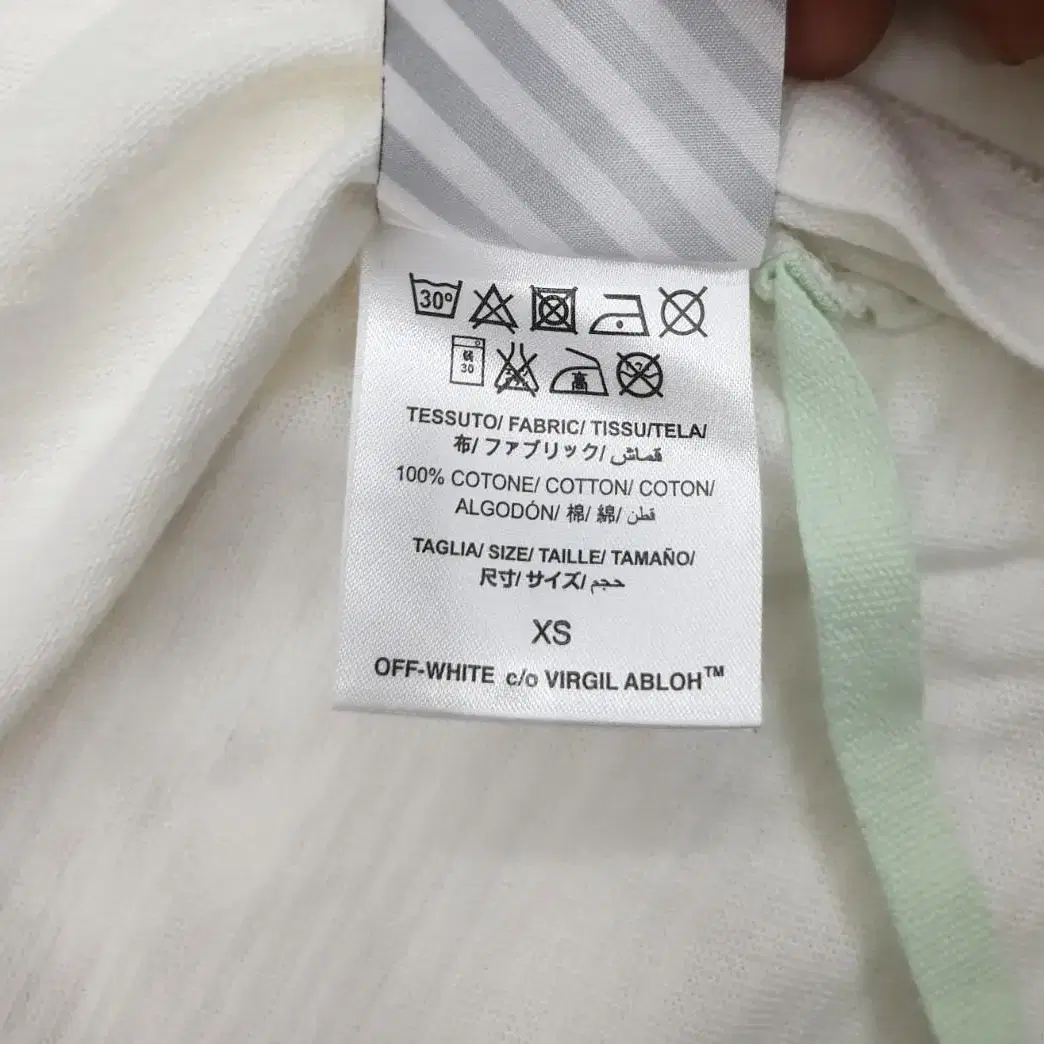 30°
弱
30
高
TESSUTO/ FABRIC/ TISSU/TELA/
布/ ファブリック/ قماش
100% COTONE/ COTTON/ COTON/
ALGODÓN/ 棉/ 綿/ قطن
TAGLIA/ SIZE/ TAILLE/ TAMAÑO/
尺寸/ サイズ/ حجم
XS
OFF-WHITE c/o VIRGIL ABLOH™